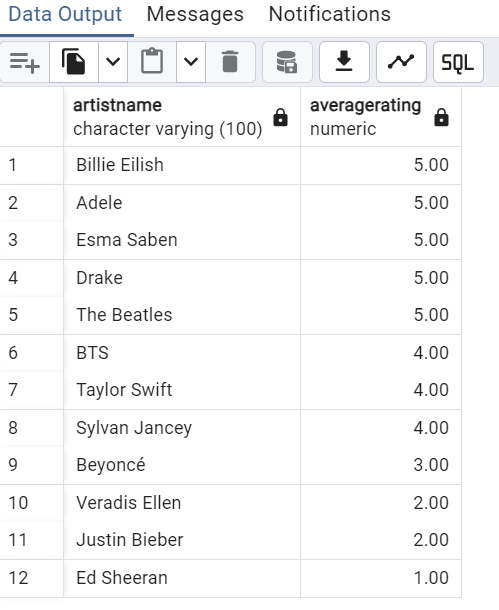 Data Output Messages Notifications
SQL
artistname averagerating
character varying (100) numeric
1 Billie Eilish 5.00
2 Adele 5.00
3 Esma Saben 5.00
4 Drake 5.00
5 The Beatles 5.00
6 BTS 4.00
7 Taylor Swift 4.00
8 Sylvan Jancey 4.00
9 Beyoncé 3.00
10 Veradis Ellen 2.00
11 Justin Bieber 2.00
12 Ed Sheeran 1.00